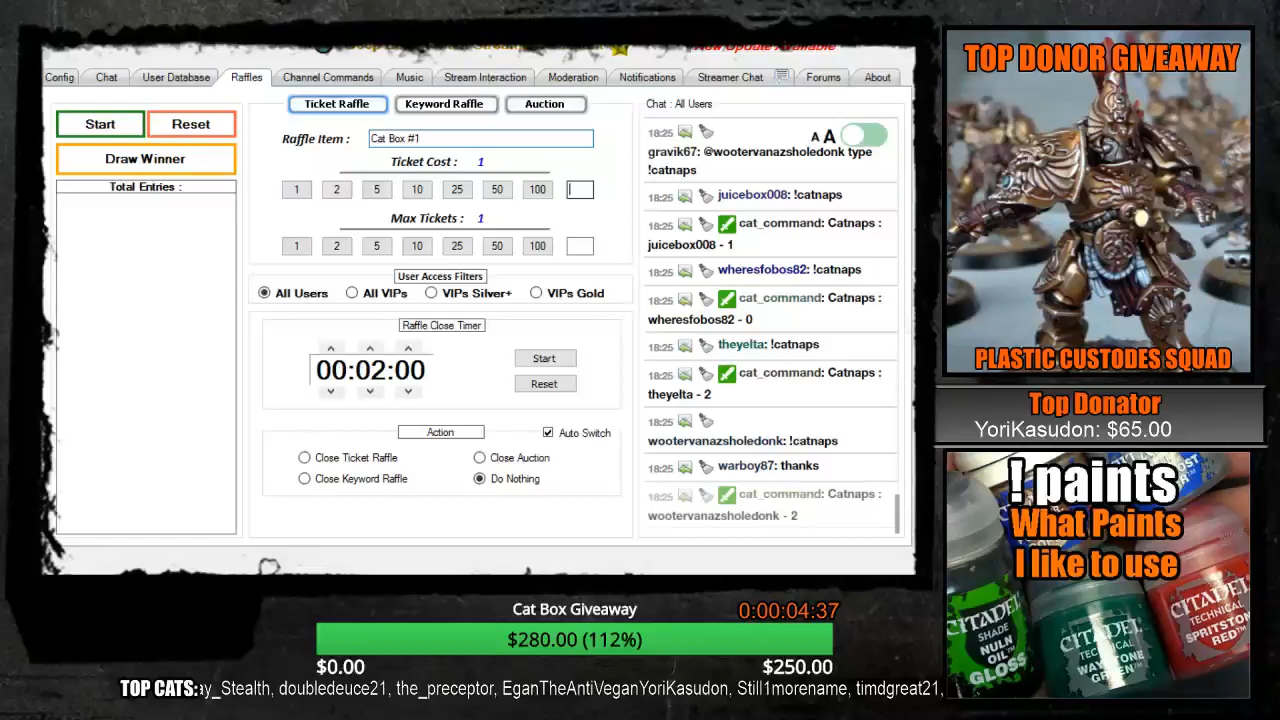 Now Update Available
Config Chat User Database Raffles Channel Commands Music Stream Interaction Moderation Notifications Streamer Chat Forums About
Start Reset
Draw Winner
Total Entries :
Ticket Raffle Keyword Raffle Auction
Raffle Item : Cat Box #1
Ticket Cost : 1
1 2 5 10 25 50 100
Max Tickets : 1
1 2 5 10 25 50 100
User Access Filters
All Users All VIPs VIPs Silver+ VIPs Gold
Raffle Close Timer
00:02:00
Start
Reset
Action
Auto Switch
Close Ticket Raffle Close Auction
Close Keyword Raffle Do Nothing
Chat : All Users
A A
18:25
gravik67: @wootervanazsholedonk type
!catnaps
18:25 juicebox008: !catnaps
18:25 cat_command: Catnaps :
juicebox008 - 1
18:25 wheresfobos82: !catnaps
18:25 cat_command: Catnaps :
wheresfobos82 - 0
18:25 theyelta: !catnaps
18:25 cat_command: Catnaps :
theyelta - 2
18:25
wootervanazsholedonk: !catnaps
18:25 warboy87: thanks
18:25 cat_command: Catnaps :
wootervanazsholedonk - 2
TOP DONOR GIVEAWAY
PLASTIC CUSTODES SQUAD
Top Donator
YoriKasudon: $65.00
! paints
What Paints
I like to use
CITADEL
SHADE
NULN
OIL
GLOSS
CITADEL
TECHNICAL
GREEN
CITADEL
TECHNICAL
RED
Cat Box Giveaway 0:00:04:37
$280.00 (112%)
$0.00 $250.00
TOP CATS: ay_Stealth, doubledeuce21, the_preceptor, EganTheAntiVeganYoriKasudon, Still1morename, timdgreat21,